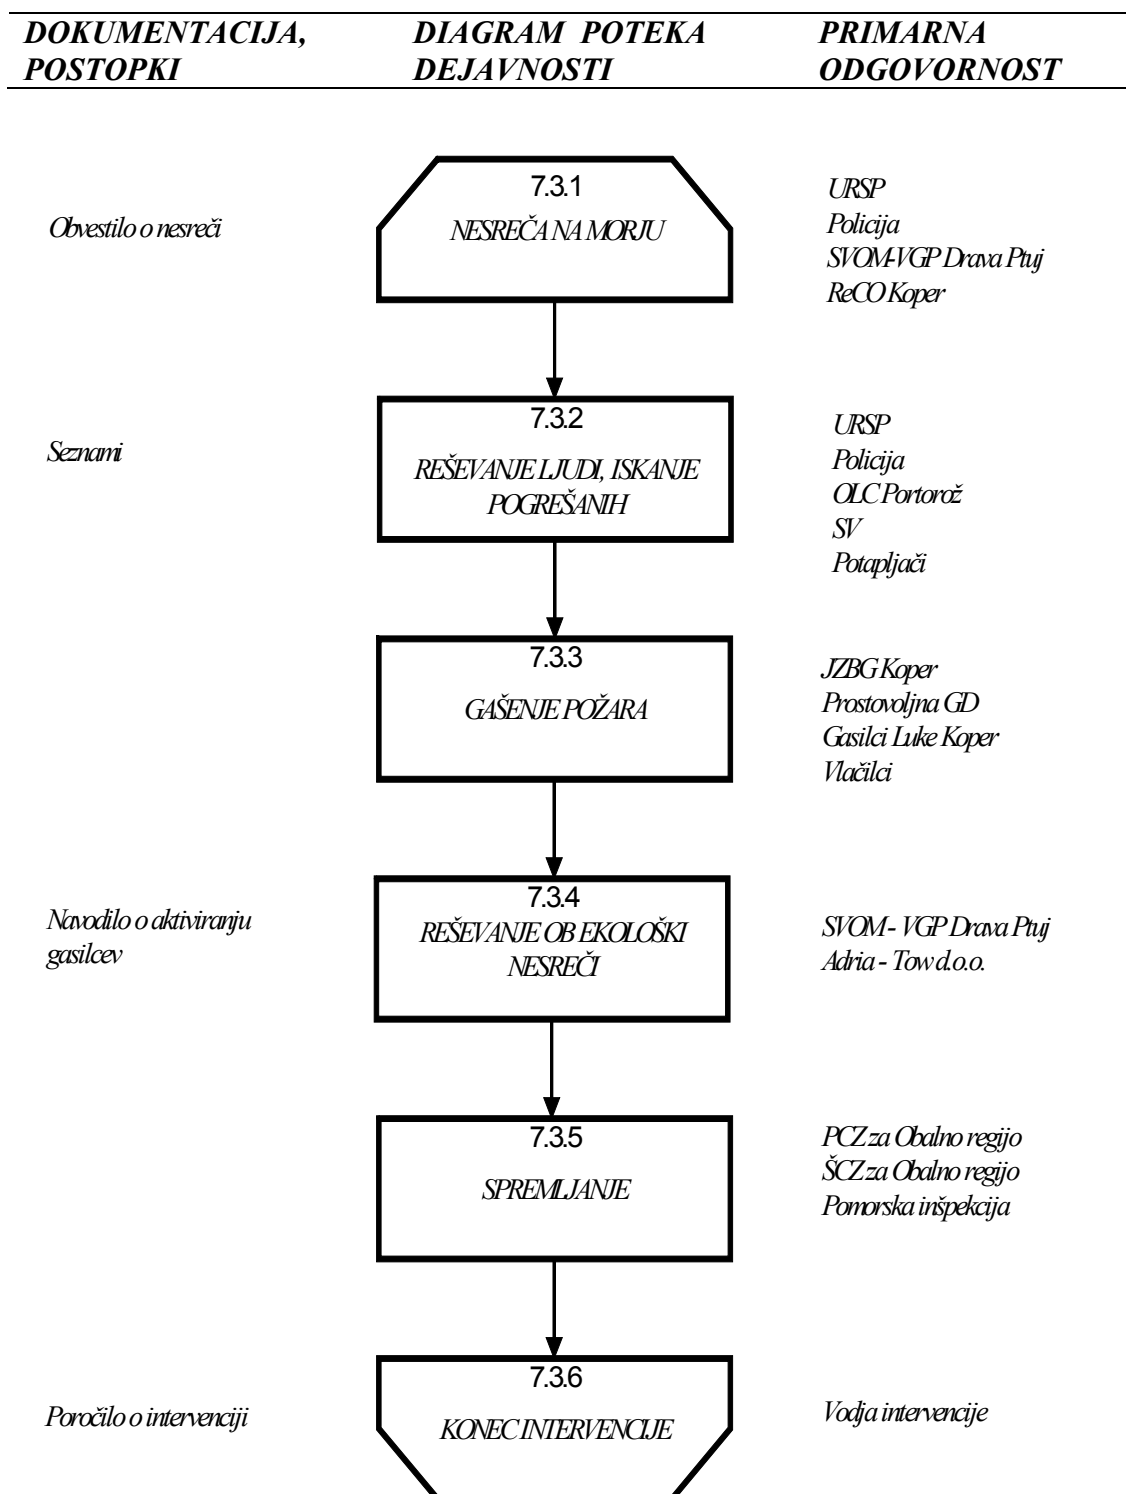 DOKUMENTACIJA, POSTOPKI
DIAGRAM POTEKA DEJAVNOSTI
PRIMARNA ODGOVORNOST
Obvestilo o nesreči
7.3.1
NESREČA NA MORJU
URSP
Policija
SVOM-VGP Drava Ptuj
ReCO Koper
Seznami
7.3.2
REŠEVANJE LJUDI, ISKANJE
POGREŠANIH
URSP
Policija
OLC Portorož
SV
Potapljači
7.3.3
GAŠENJE POŽARA
JZBG Koper
Prostovoljna GD
Gasilci Luke Koper
Vlačilci
Navodilo o aktiviranju
gasilcev
7.3.4
REŠEVANJE OB EKOLOŠKI
NESREČI
SVOM - VGP Drava Ptuj
Adria - Tow d.o.o.
7.3.5
SPREMLJANJE
PCZ za Obalno regijo
ŠCZ za Obalno regijo
Pomorska inšpekcija
Poročilo o intervenciji
7.3.6
KONEC INTERVENCIJE
Vodja intervencije